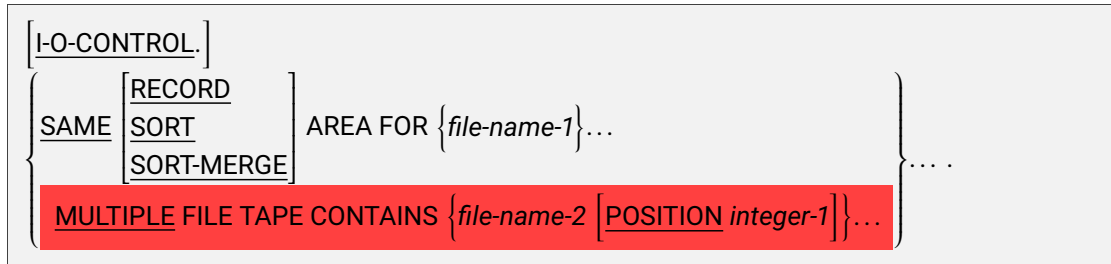 [I-O-CONTROL.]
{ SAME [ RECORD
SORT
SORT-MERGE ] AREA FOR {file-name-1}...
MULTIPLE FILE TAPE CONTAINS {file-name-2 [POSITION integer-1]}... }... .